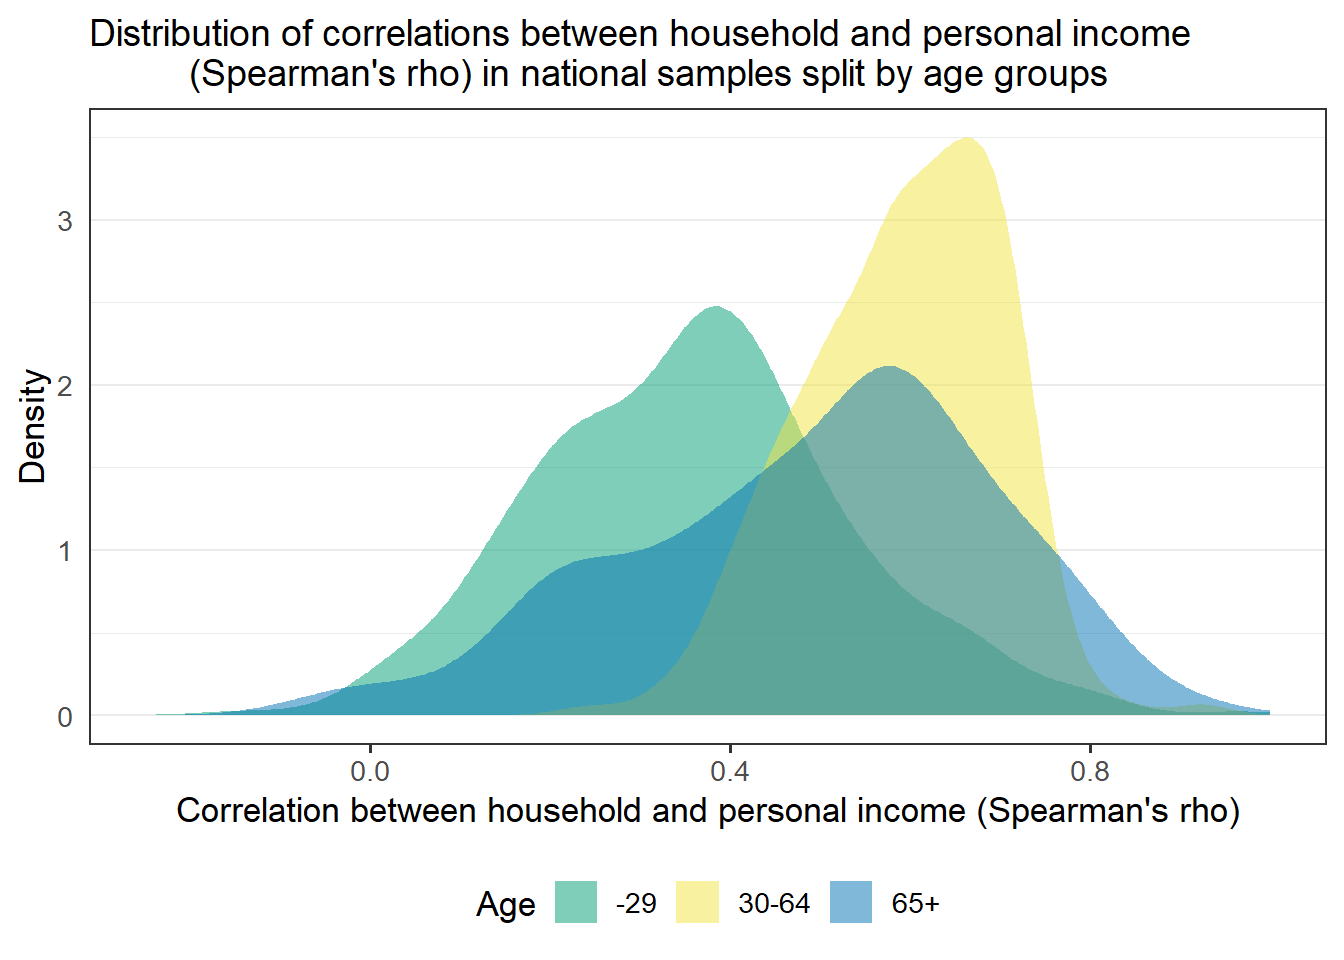 Distribution of correlations between household and personal income
(Spearman's rho) in national samples split by age groups
Density
3
2
1
0
0.0 0.4 0.8
Correlation between household and personal income (Spearman's rho)
Age -29 30-64 65+